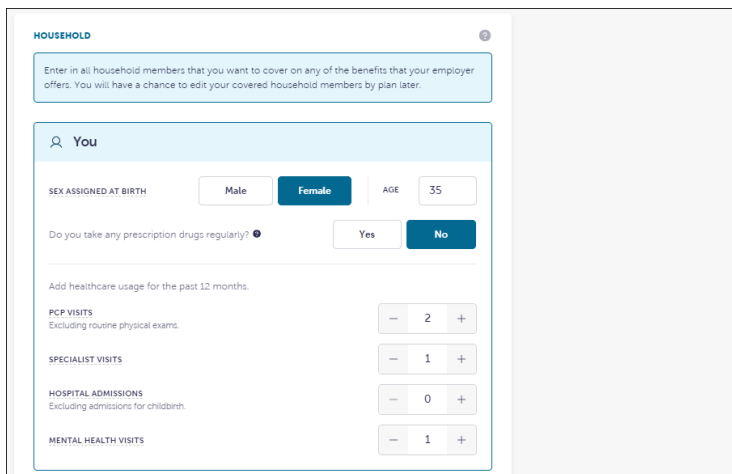 HOUSEHOLD ?
Enter in all household members that you want to cover on any of the benefits that your employer
offers. You will have a chance to edit your covered household members by plan later.
You
SEX ASSIGNED AT BIRTH Male Female AGE 35
Do you take any prescription drugs regularly? ? Yes No
Add healthcare usage for the past 12 months.
PCP VISITS
Excluding routine physical exams.
− 2 +
SPECIALIST VISITS − 1 +
HOSPITAL ADMISSIONS
Excluding admissions for childbirth.
− 0 +
MENTAL HEALTH VISITS − 1 +